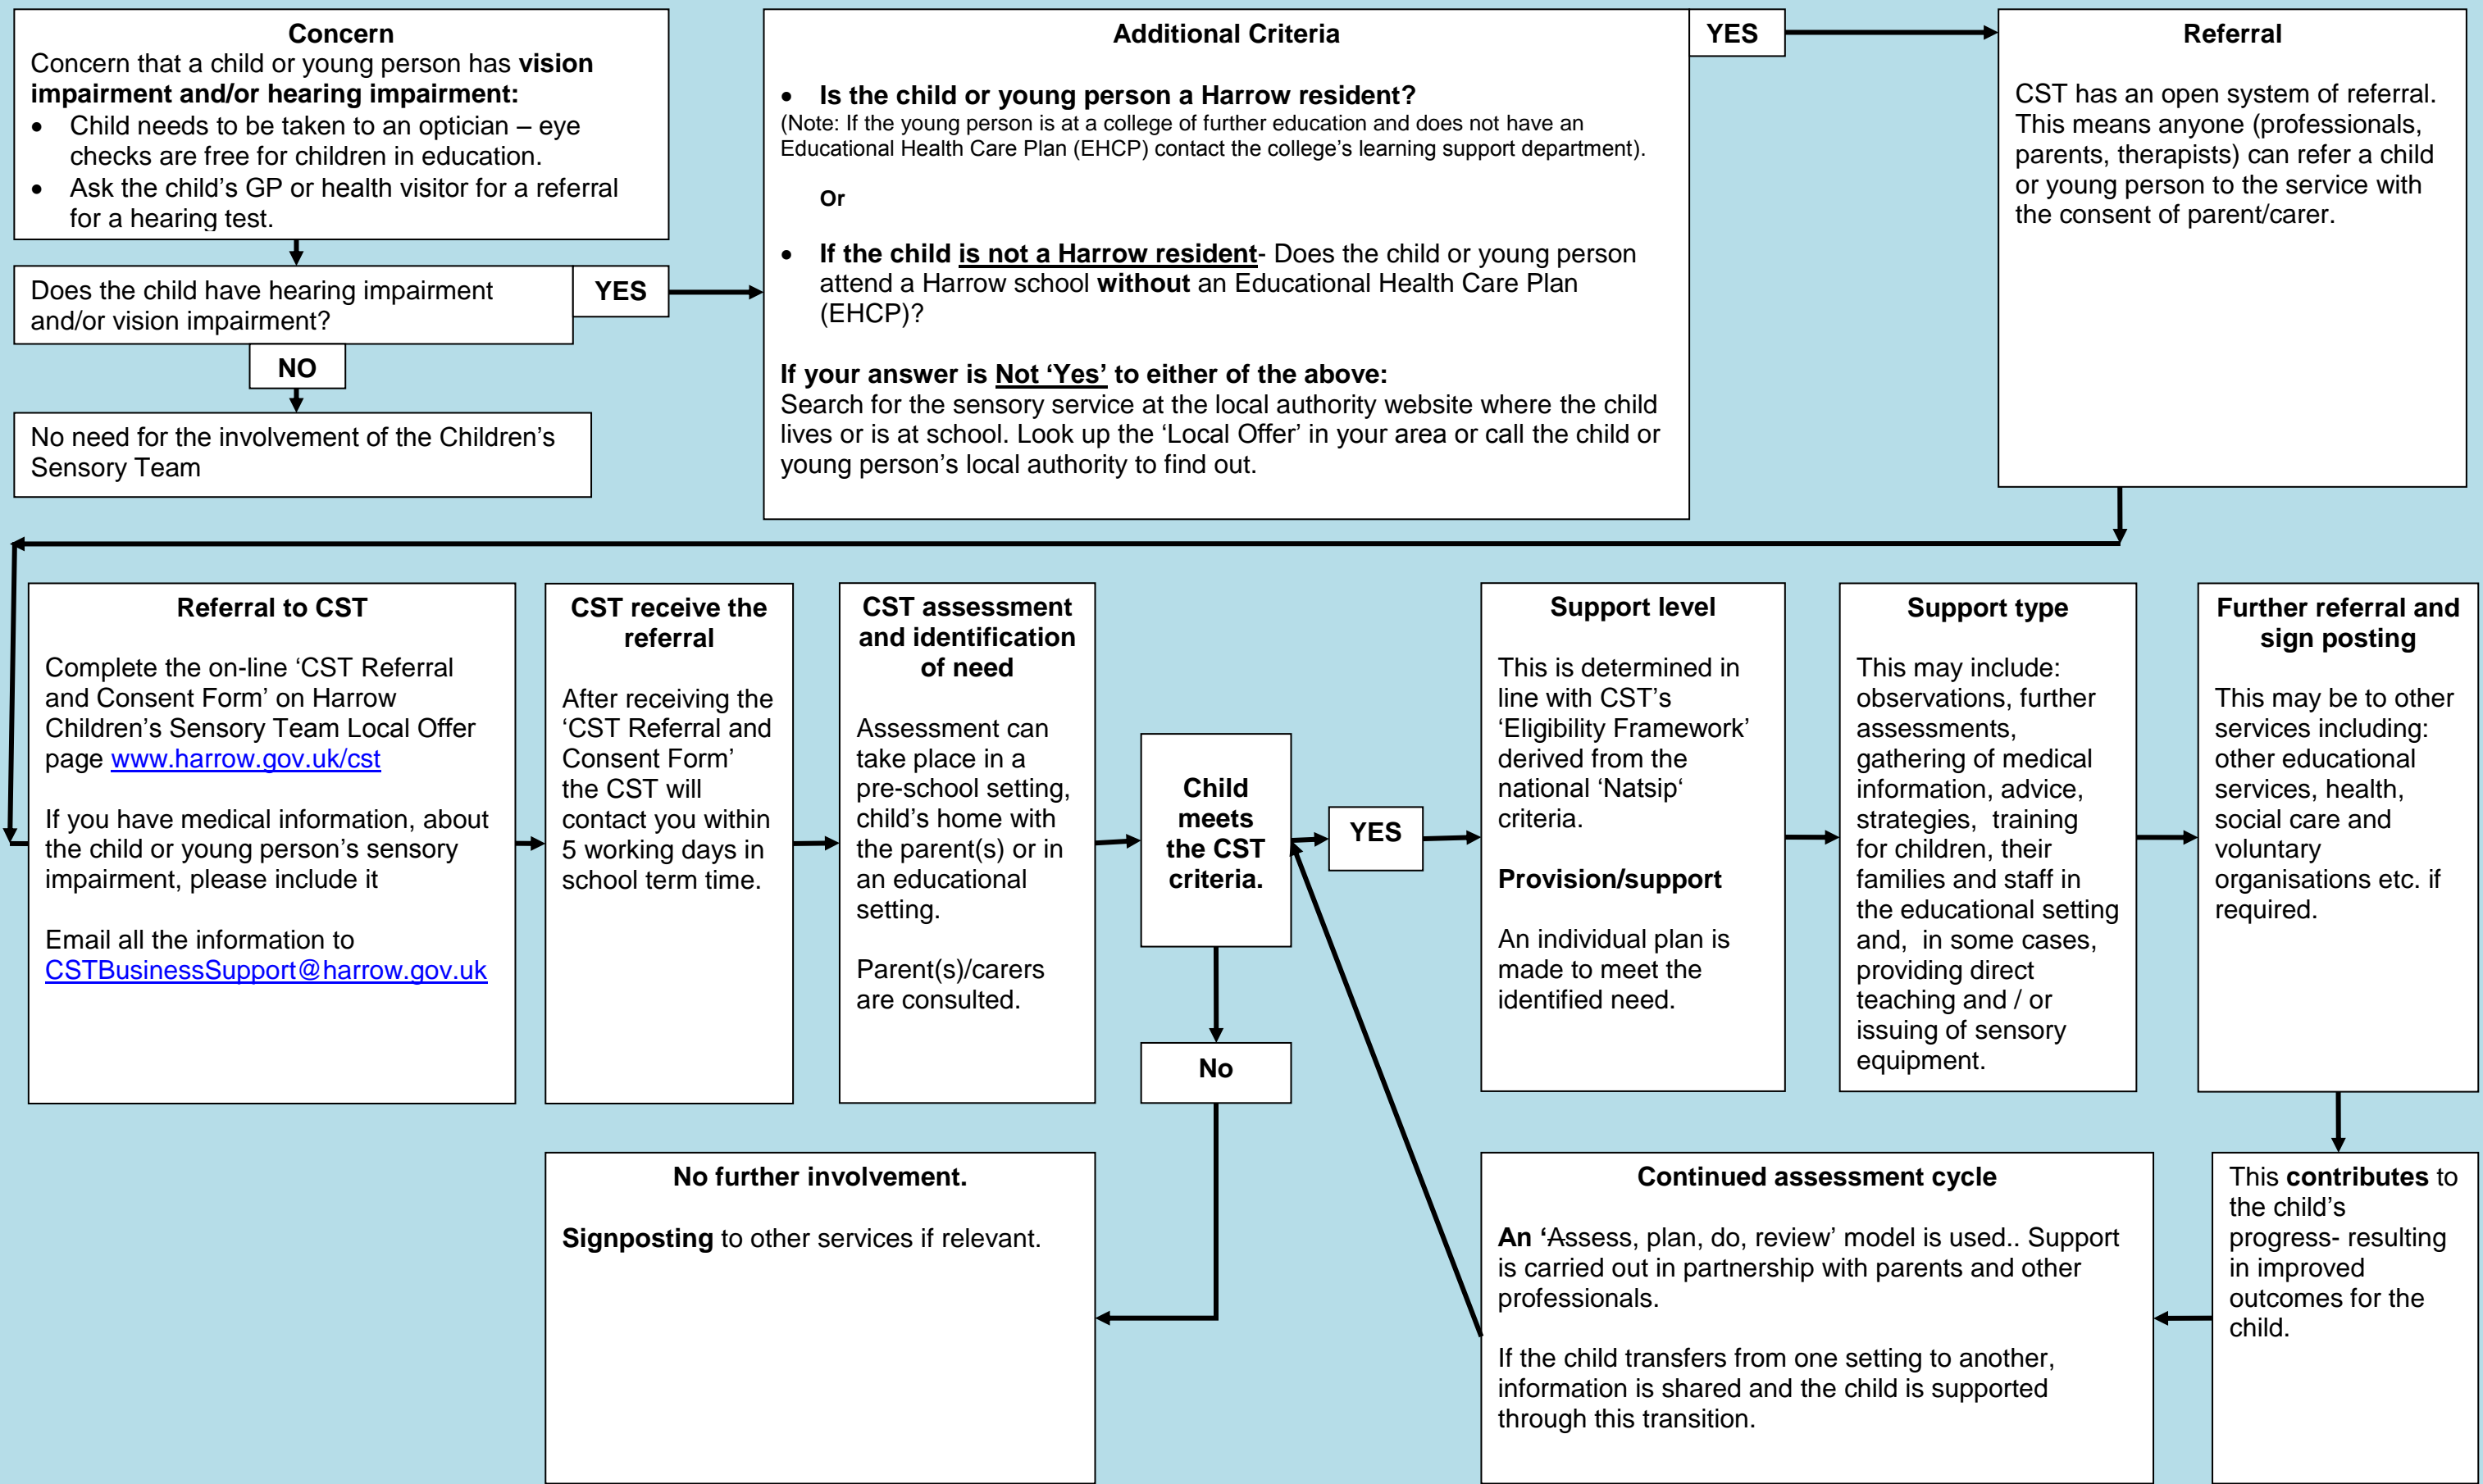 Concern
Concern that a child or young person has vision
impairment and/or hearing impairment:
• Child needs to be taken to an optician – eye
checks are free for children in education.
• Ask the child's GP or health visitor for a referral
for a hearing test.
Does the child have hearing impairment
and/or vision impairment?
YES
NO
No need for the involvement of the Children's
Sensory Team
Additional Criteria
• Is the child or young person a Harrow resident?
(Note: If the young person is at a college of further education and does not have an
Educational Health Care Plan (EHCP) contact the college's learning support department).
Or
• If the child is not a Harrow resident- Does the child or young person
attend a Harrow school without an Educational Health Care Plan
(EHCP)?
If your answer is Not 'Yes' to either of the above:
Search for the sensory service at the local authority website where the child
lives or is at school. Look up the 'Local Offer' in your area or call the child or
young person's local authority to find out.
YES
Referral
CST has an open system of referral.
This means anyone (professionals,
parents, therapists) can refer a child
or young person to the service with
the consent of parent/carer.
Referral to CST
Complete the on-line 'CST Referral
and Consent Form' on Harrow
Children's Sensory Team Local Offer
page www.harrow.gov.uk/cst
If you have medical information, about
the child or young person's sensory
impairment, please include it
Email all the information to
CSTBusinessSupport@harrow.gov.uk
CST receive the
referral
After receiving the
'CST Referral and
Consent Form'
the CST will
contact you within
5 working days in
school term time.
CST assessment
and identification
of need
Assessment can
take place in a
pre-school setting,
child's home with
the parent(s) or in
an educational
setting.
Parent(s)/carers
are consulted.
Child
meets
the CST
criteria.
YES
No
Support level
This is determined in
line with CST's
'Eligibility Framework'
derived from the
national 'Natsip'
criteria.
Provision/support
An individual plan is
made to meet the
identified need.
Support type
This may include:
observations, further
assessments,
gathering of medical
information, advice,
strategies, training
for children, their
families and staff in
the educational setting
and, in some cases,
providing direct
teaching and / or
issuing of sensory
equipment.
Further referral and
sign posting
This may be to other
services including:
other educational
services, health,
social care and
voluntary
organisations etc. if
required.
No further involvement.
Signposting to other services if relevant.
Continued assessment cycle
An 'Assess, plan, do, review' model is used.. Support
is carried out in partnership with parents and other
professionals.
If the child transfers from one setting to another,
information is shared and the child is supported
through this transition.
This contributes to
the child's
progress- resulting
in improved
outcomes for the
child.